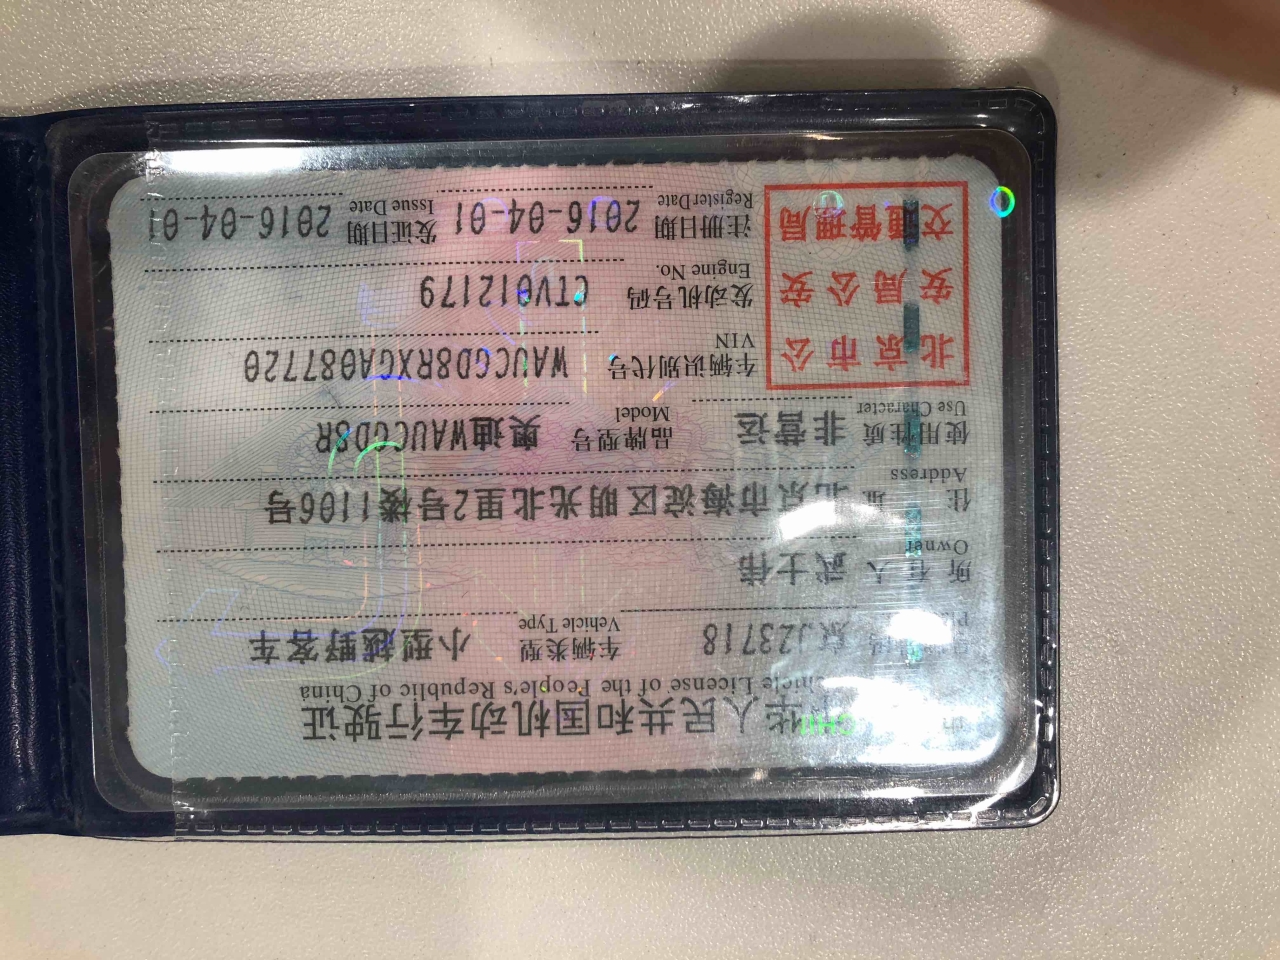 中华人民共和国机动车行驶证
Vehicle License of the People's Republic of China
京J23718 车辆类型 小型越野客车
Vehicle Type
所有人 武士伟
Owner
住址 北京市海淀区明光北里2号楼1106号
Address
使用性质 非营运 品牌型号 奥迪WAUCGD8R
Use Character Model
北京市公安局公安交通管理局
车辆识别代号 WAUCGD8RXGA087720
VIN
发动机号码 CTV012179
Engine No.
注册日期 2016-04-01 发证日期 2016-04-01
Register Date Issue Date